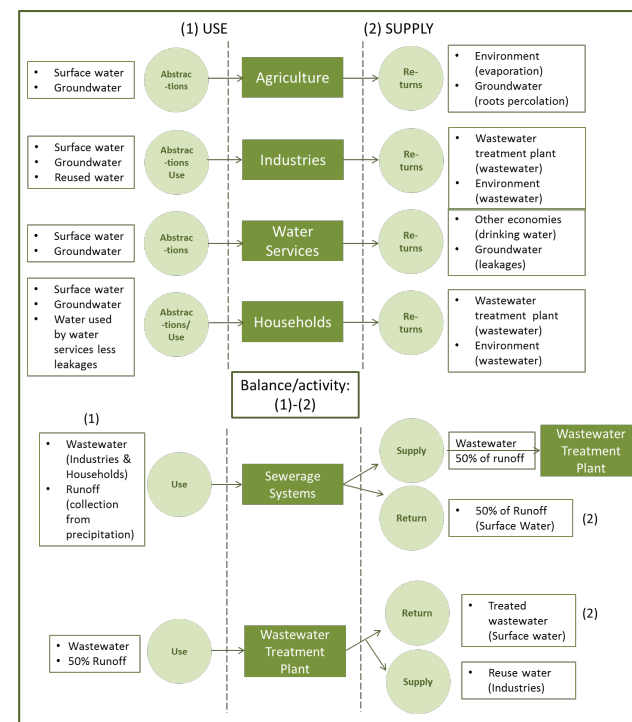 (1) USE
(2) SUPPLY
• Surface water
• Groundwater
Abstrac
-tions
Agriculture
Re-
turns
• Environment
(evaporation)
• Groundwater
(roots percolation)
• Surface water
• Groundwater
• Reused water
Abstrac
-tions
Use
Industries
Re-
turns
• Wastewater
treatment plant
(wastewater)
• Environment
(wastewater)
• Surface water
• Groundwater
Abstrac
-tions
Water
Services
Re-
turns
• Other economies
(drinking water)
• Groundwater
(leakages)
• Surface water
• Groundwater
• Water used
by water
services less
leakages
Abstrac
-tions/
Use
Households
Re-
turns
• Wastewater
treatment plant
(wastewater)
• Environment
(wastewater)
Balance/activity:
(1)-(2)
(1)
• Wastewater
(Industries &
Households)
• Runoff
(collection
from
precipitation)
Use
Sewerage
Systems
Supply
Wastewater
50% of runoff
Wastewater
Treatment
Plant
Return
• 50% of Runoff
(Surface Water)
(2)
• Wastewater
• 50% Runoff
Use
Wastewater
Treatment
Plant
Return
• Treated
wastewater
(Surface water)
(2)
Supply
• Reuse water
(Industries)